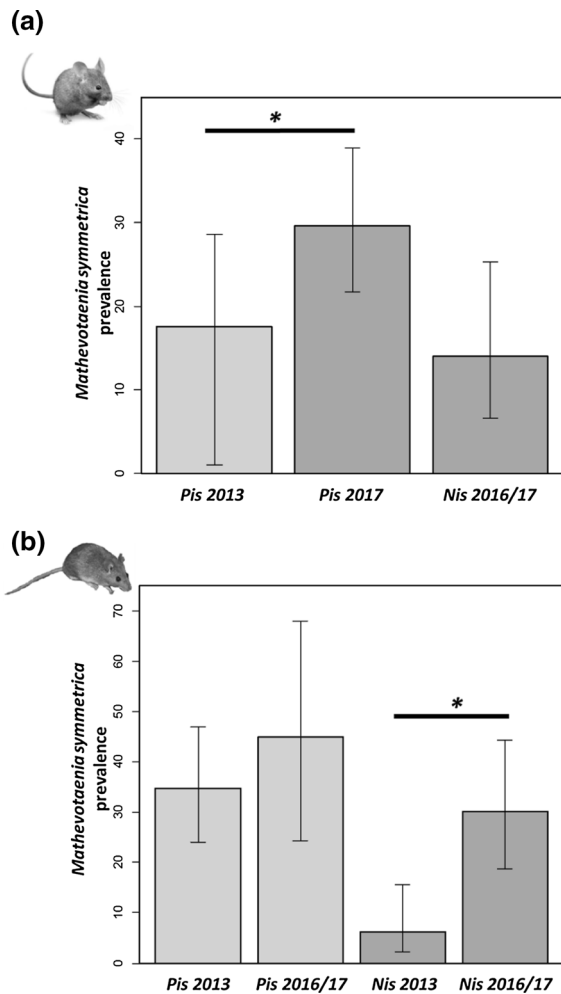 (a)
*
Mathevotaenia symmetrica
prevalence
40
30
20
10
0
Pis 2013 Pis 2017 Nis 2016/17
(b)
*
Mathevotaenia symmetrica
prevalence
70
60
50
40
30
20
10
0
Pis 2013 Pis 2016/17 Nis 2013 Nis 2016/17